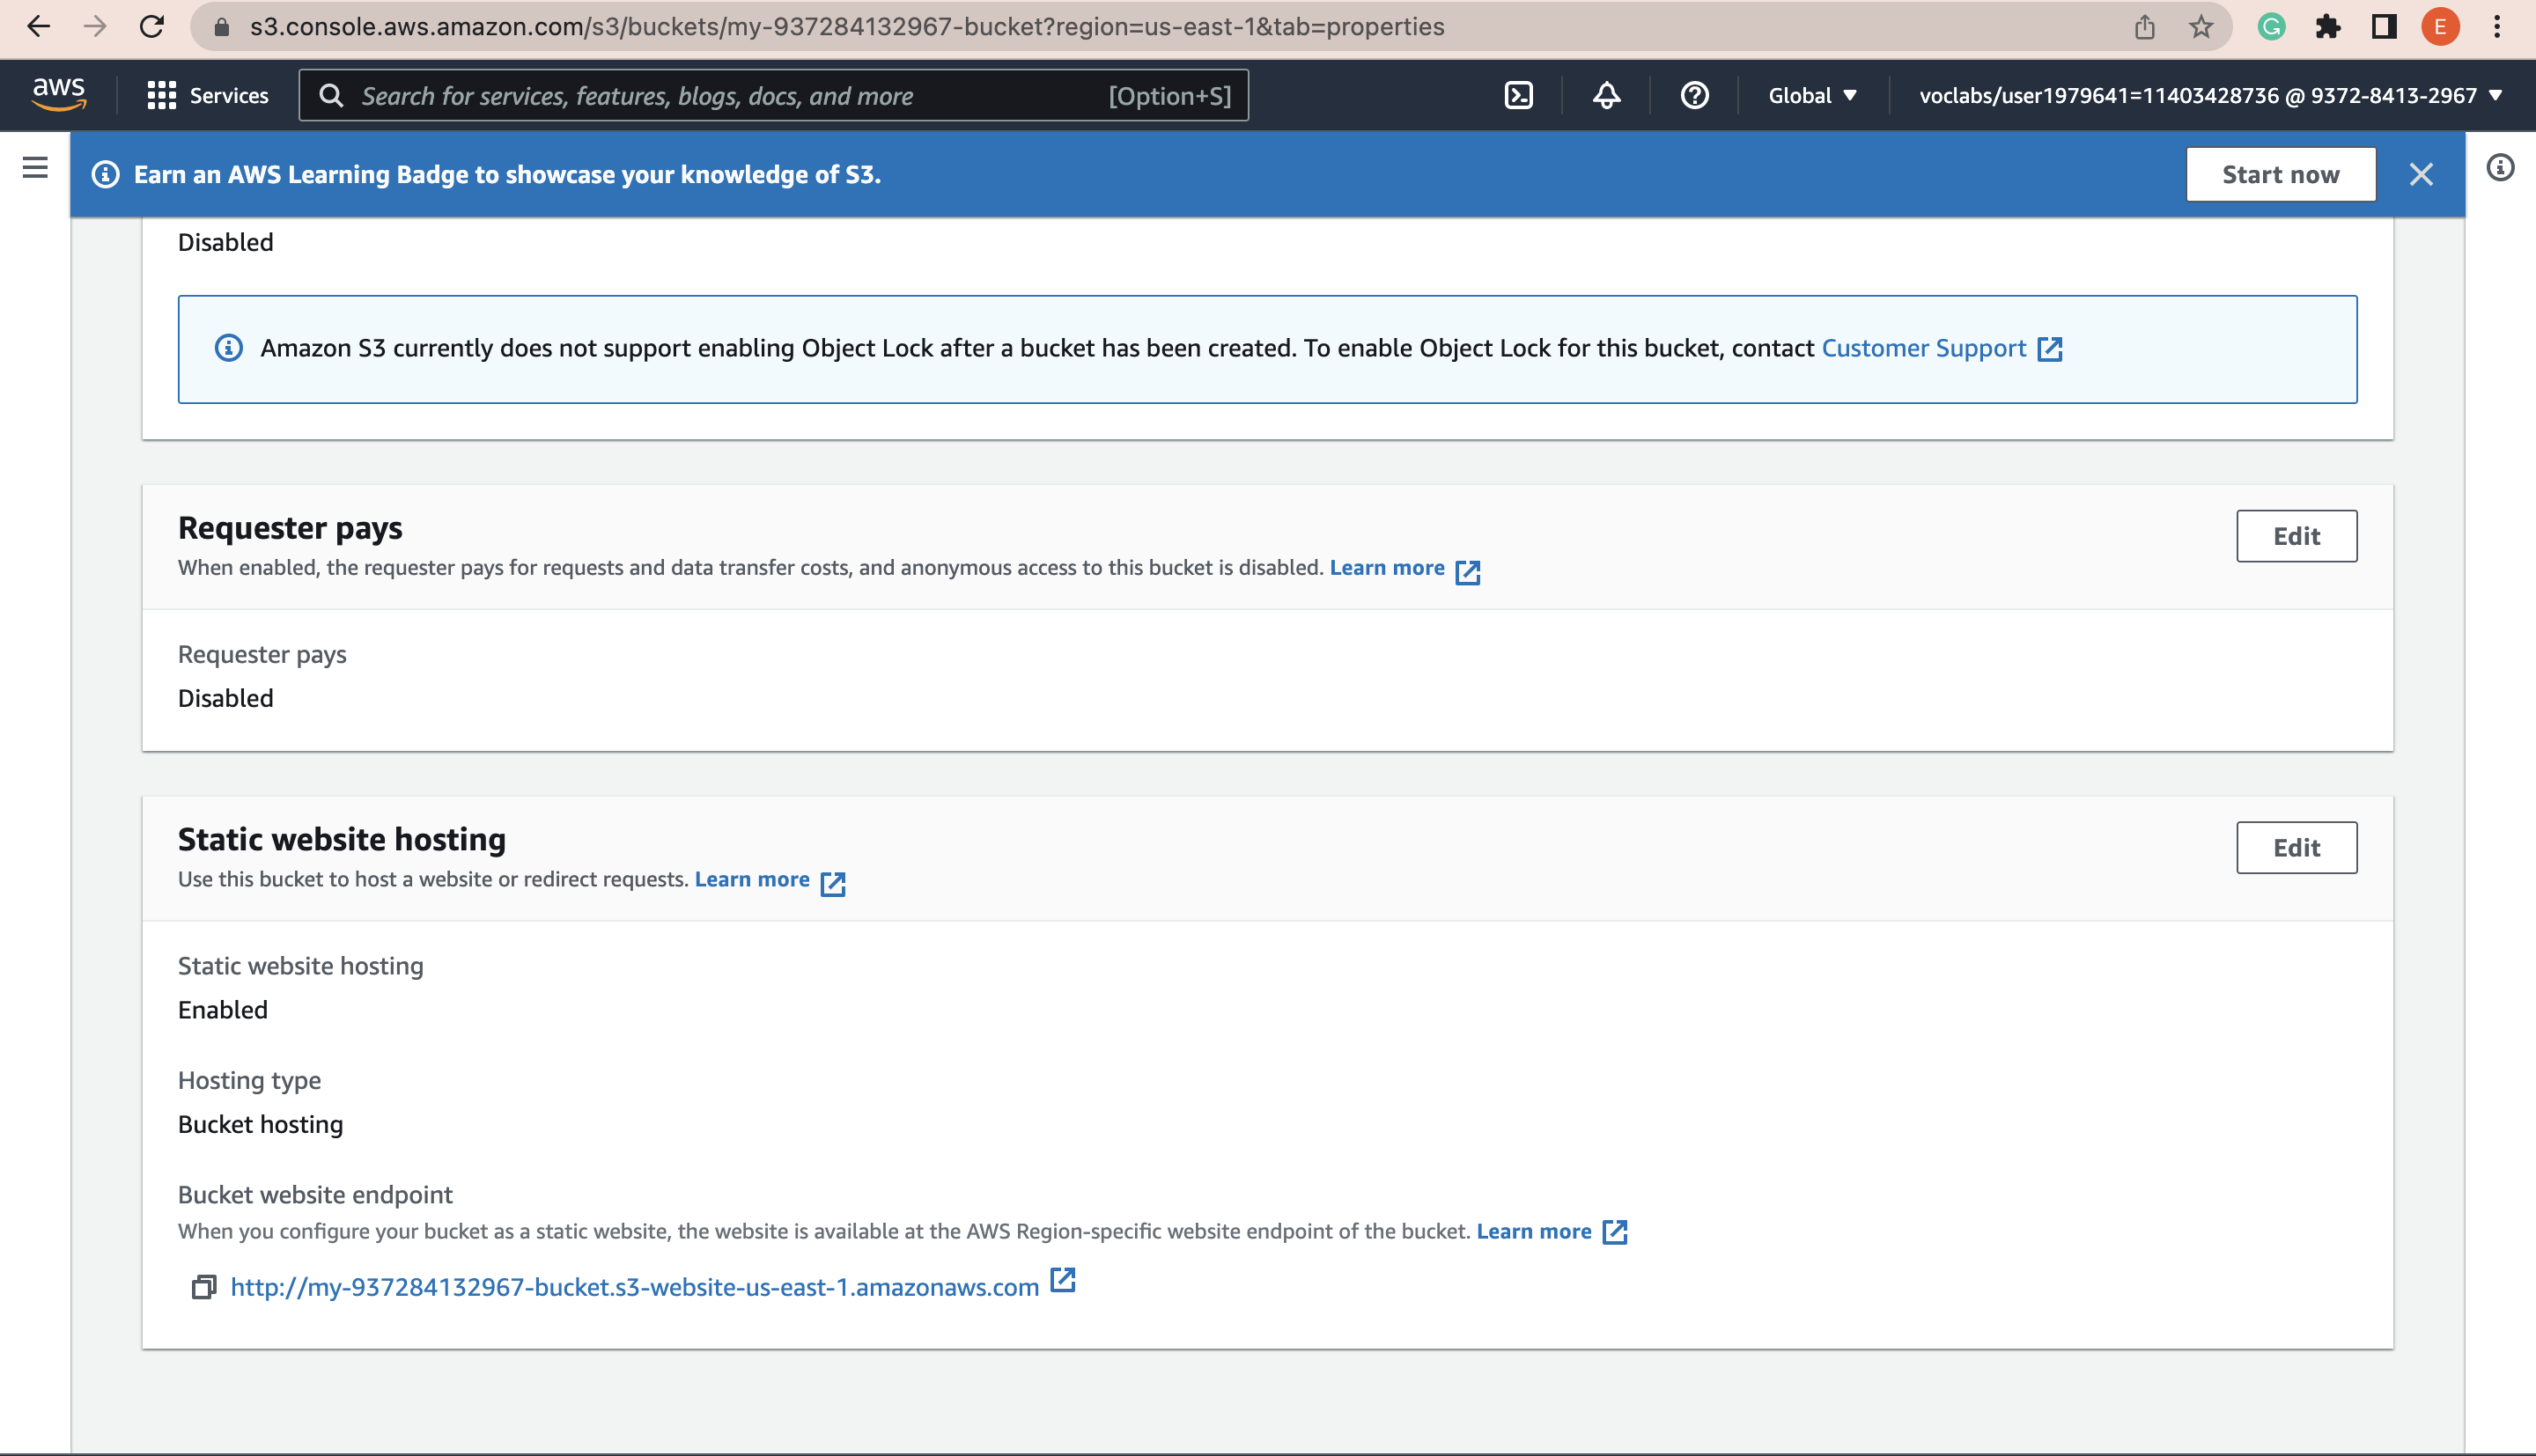 s3.console.aws.amazon.com/s3/buckets/my-937284132967-bucket?region=us-east-1&tab=properties
E
aws
Services
Search for services, features, blogs, docs, and more
[Option+S]
Global
voclabs/user1979641=11403428736 @ 9372-8413-2967
Earn an AWS Learning Badge to showcase your knowledge of S3.
Start now
Disabled
Amazon S3 currently does not support enabling Object Lock after a bucket has been created. To enable Object Lock for this bucket, contact Customer Support
Requester pays
Edit
When enabled, the requester pays for requests and data transfer costs, and anonymous access to this bucket is disabled. Learn more
Requester pays
Disabled
Static website hosting
Edit
Use this bucket to host a website or redirect requests. Learn more
Static website hosting
Enabled
Hosting type
Bucket hosting
Bucket website endpoint
When you configure your bucket as a static website, the website is available at the AWS Region-specific website endpoint of the bucket. Learn more
http://my-937284132967-bucket.s3-website-us-east-1.amazonaws.com